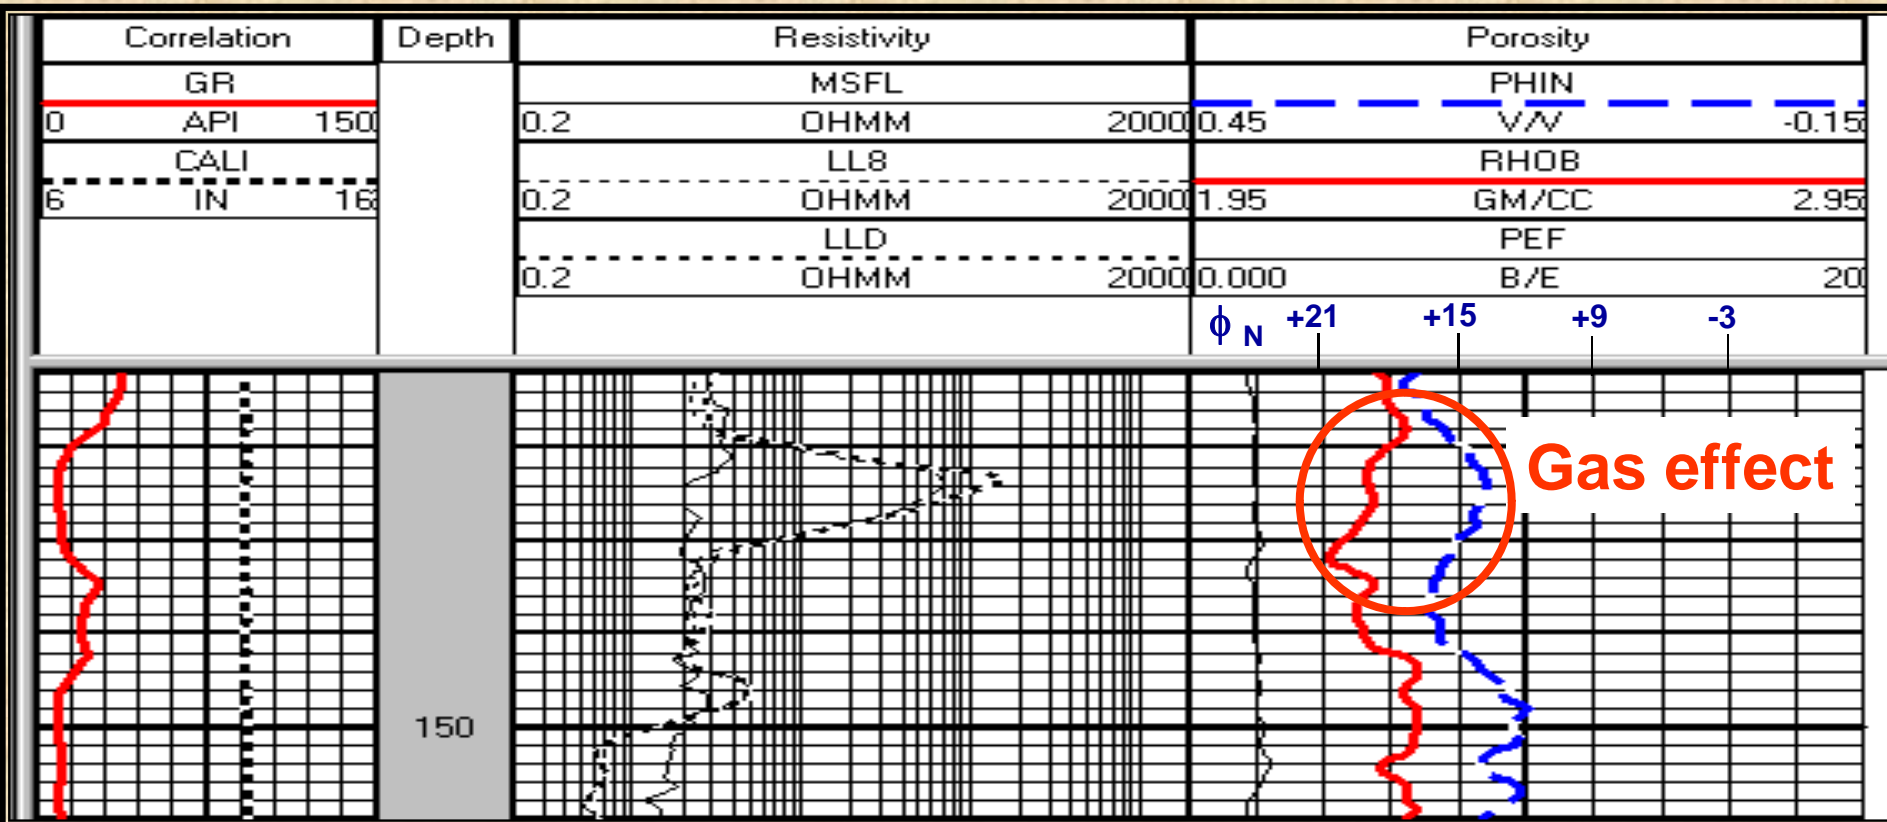 Correlation Depth Resistivity Porosity
GR MSFL PHIN
0 API 150 0.2 OHMM 2000 0.45 V/V -0.15
CALI LL8 RHOB
6 IN 16 0.2 OHMM 2000 1.95 GM/CC 2.95
LLD PEF
0.2 OHMM 2000 0.000 B/E 20
ϕ N +21 +15 +9 -3
Gas effect
150